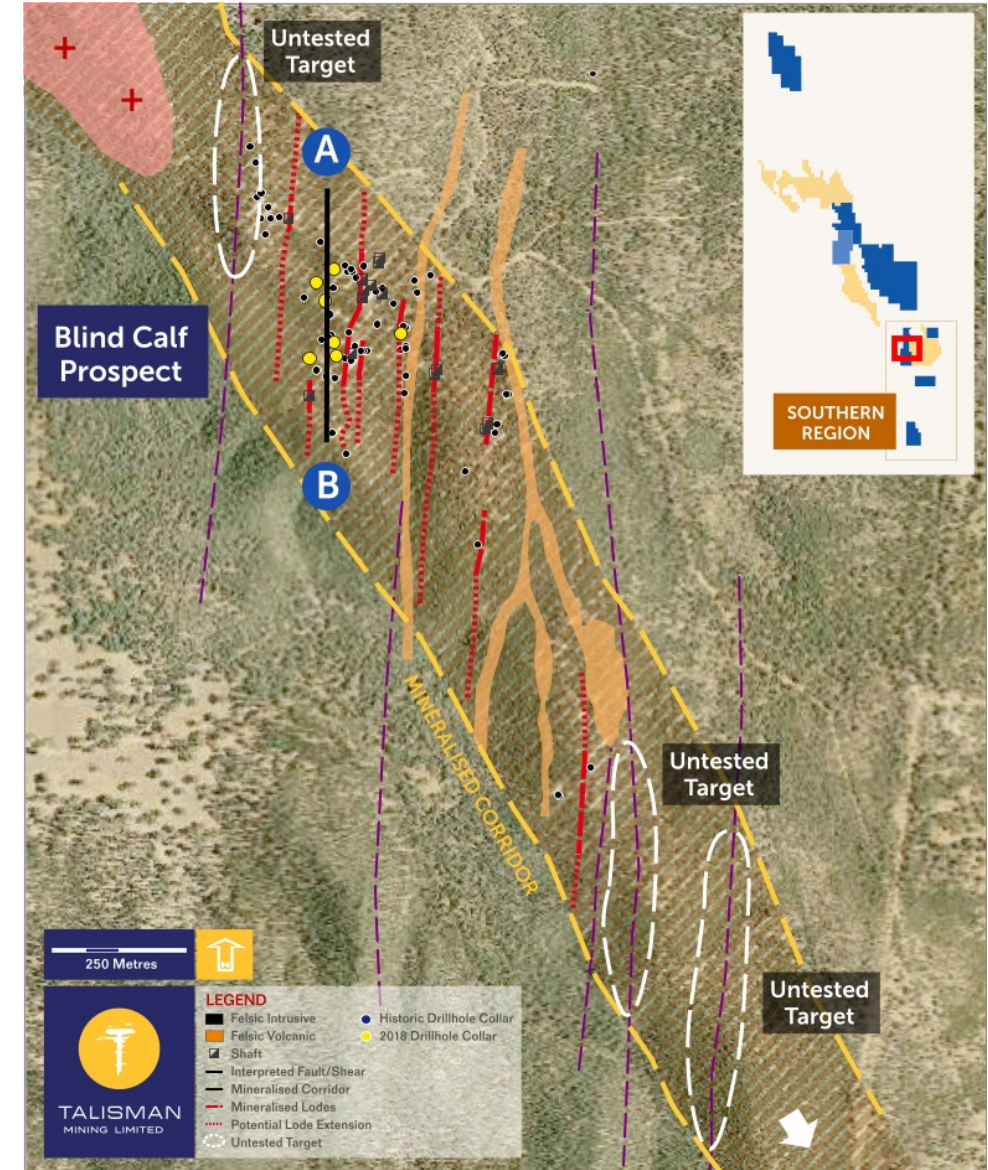 Untested
Target
A
Blind Calf
Prospect
B
SOUTHERN
REGION
MINERALISED CORRIDOR
Untested
Target
Untested
Target
250 Metres
N
LEGEND
Felsic Intrusive
Felsic Volcanic
Shaft
Interpreted Fault/Shear
Mineralised Corridor
Mineralised Lodes
Potential Lode Extension
Untested Target
Historic Drillhole Collar
2018 Drillhole Collar
TALISMAN
MINING LIMITED